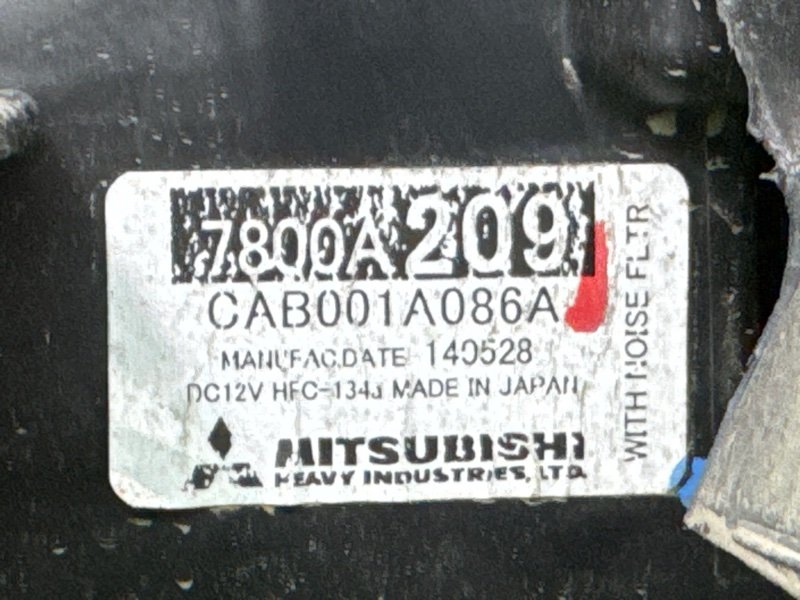 7800A209
CAB001A086A
MANUFAC.DATE 140528
DC12V HFC-134a MADE IN JAPAN
MITSUBISHI
HEAVY INDUSTRIES, LTD.
WITH NOISE FLTR